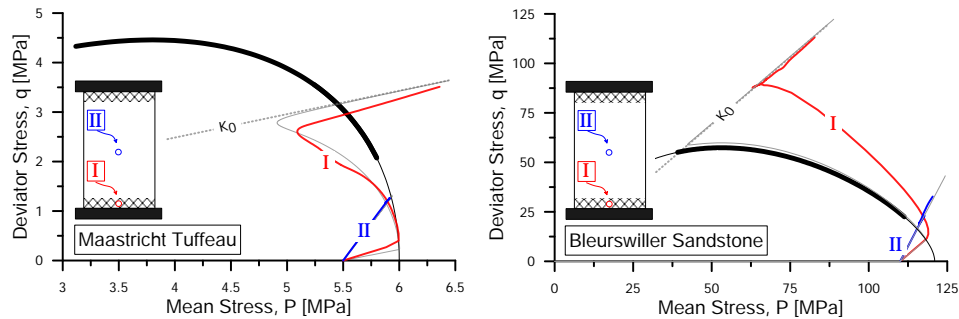 5
4
3
2
1
0
Deviator Stress, q [MPa]
3
3.5
4
4.5
5
5.5
6
6.5
Mean Stress, P [MPa]
K0
I
II
II
I
Maastricht Tuffeau
125
100
75
50
25
0
Deviator Stress, q [MPa]
0
25
50
75
100
125
Mean Stress, P [MPa]
K0
I
II
II
I
Bleurswiller Sandstone